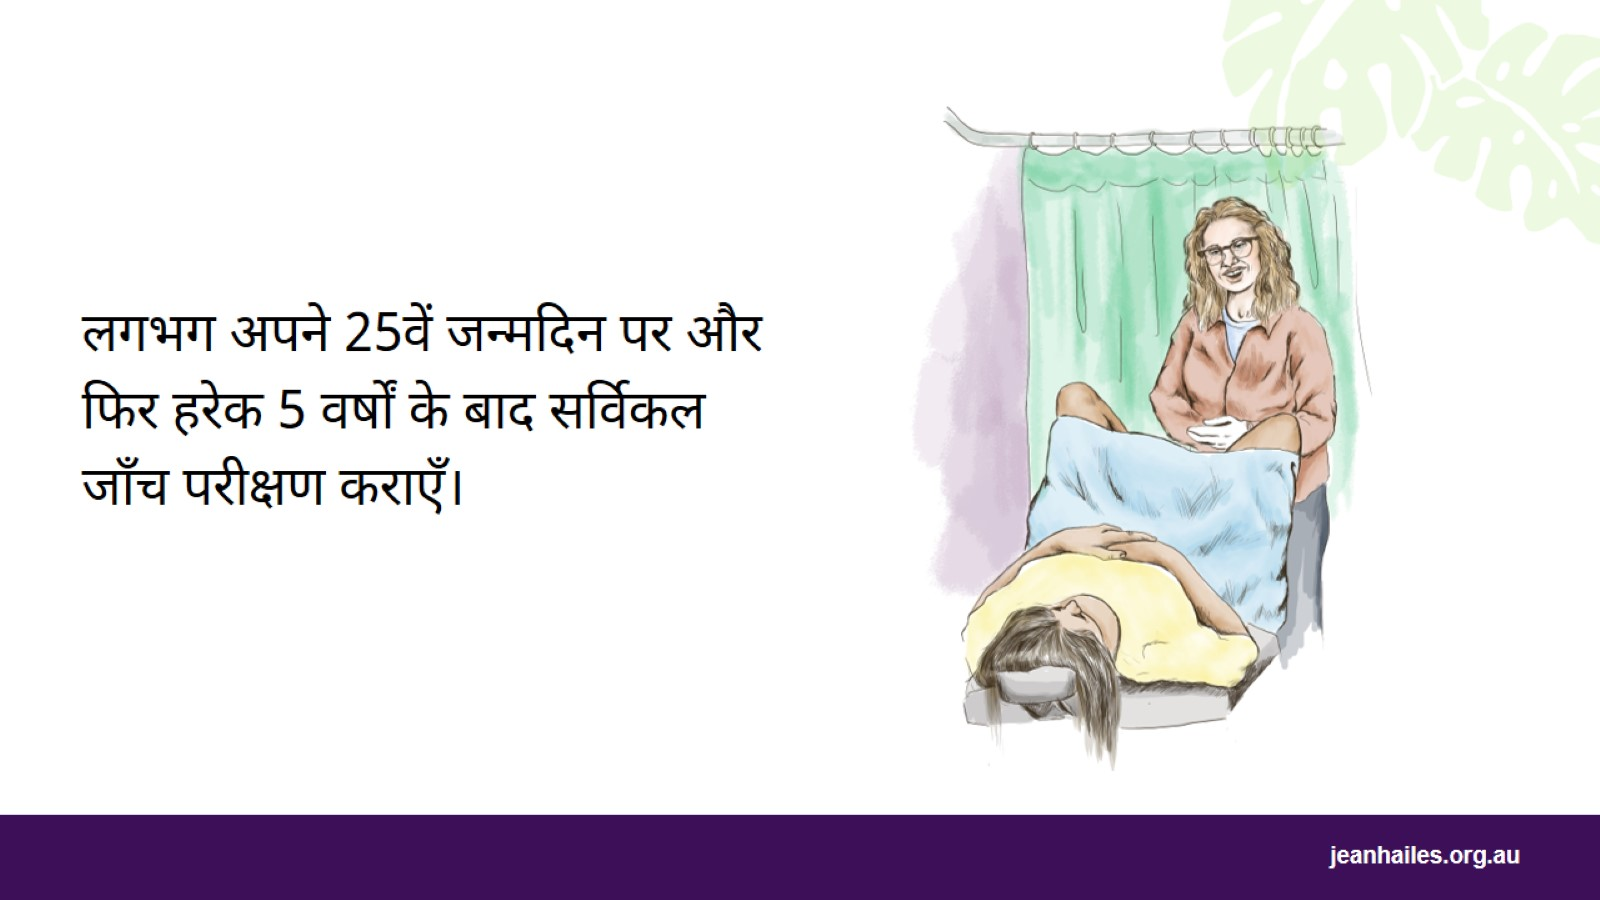 लगभग अपने 25वें जन्मदिन पर और
फिर हरेक 5 वर्षों के बाद सर्विकल
जाँच परीक्षण कराएँ।
jeanhailes.org.au